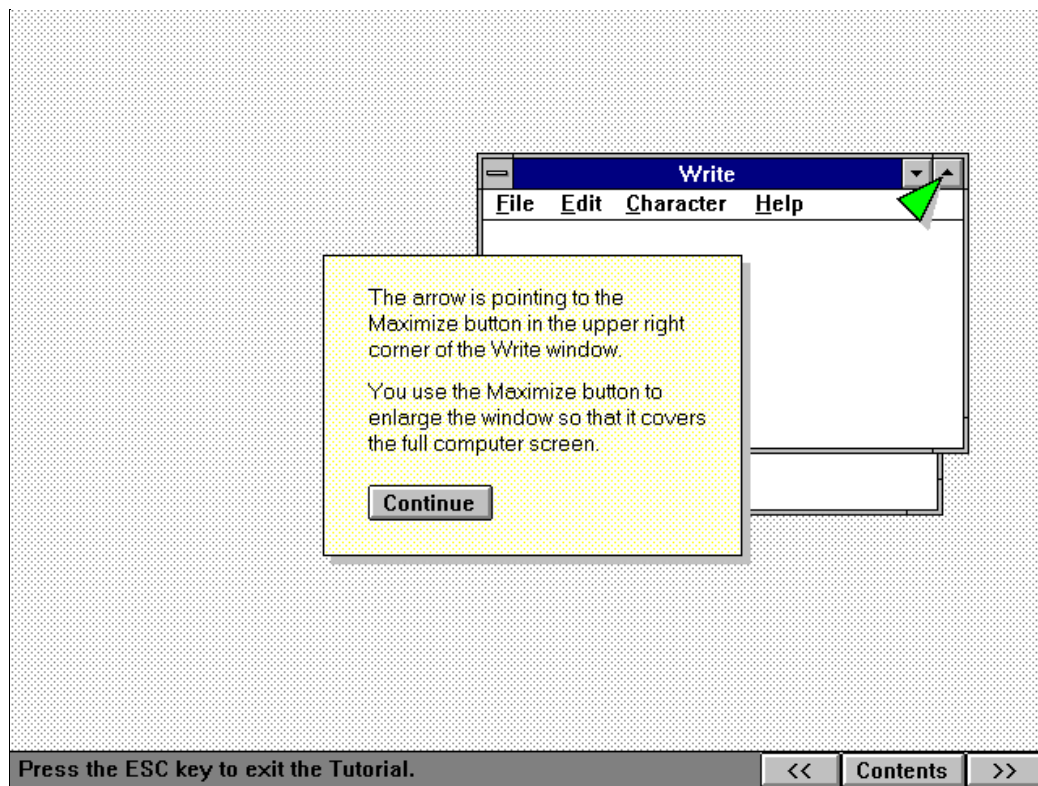 Write
File Edit Character Help
The arrow is pointing to the
Maximize button in the upper right
corner of the Write window.
You use the Maximize button to
enlarge the window so that it covers
the full computer screen.
Continue
Press the ESC key to exit the Tutorial.
<< Contents >>